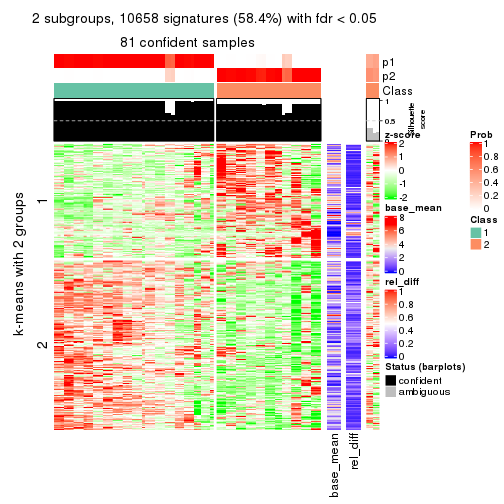 2 subgroups, 10658 signatures (58.4%) with fdr < 0.05
81 confident samples
p1
p2
Class
1
0.5
0
Silhouette
score
k-means with 2 groups
1
2
z-score
2
1
0
-1
-2
base_mean
8
6
4
2
0
rel_diff
1
0.8
0.6
0.4
0.2
0
Status (barplots)
confident
ambiguous
Prob
1
0.8
0.6
0.4
0.2
0
Class
1
2
base_mean
rel_diff